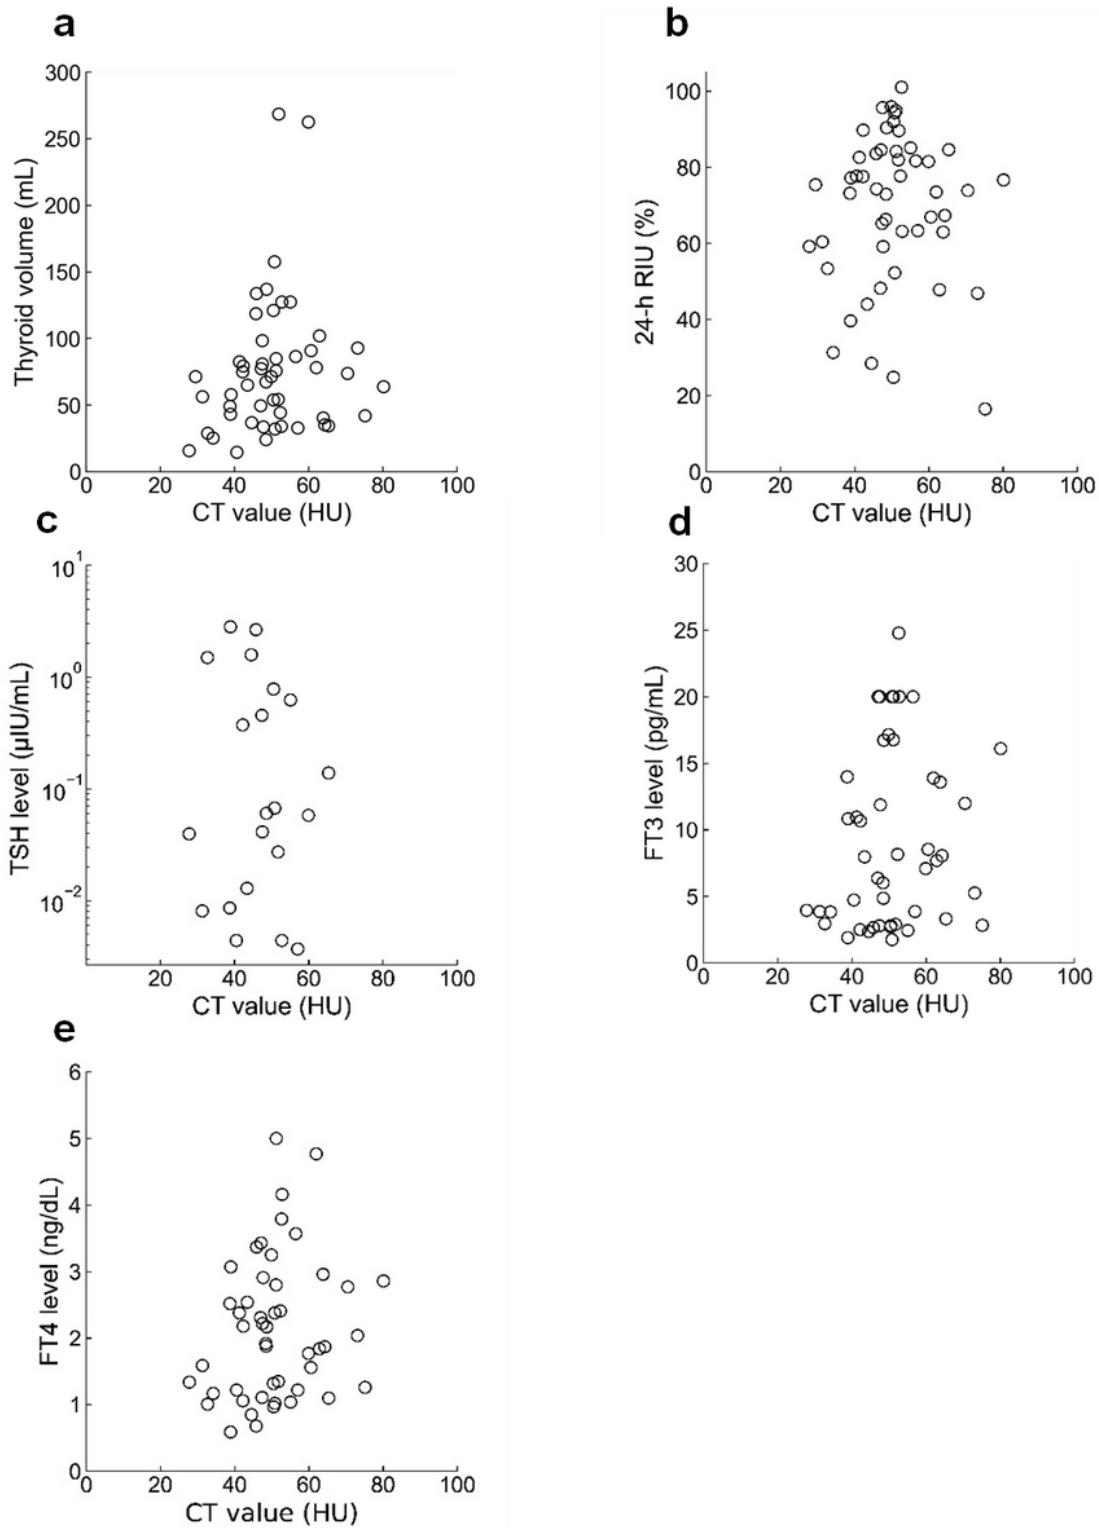 a
300
250
200
150
100
50
0
Thyroid volume (mL)
0 20 40 60 80 100
CT value (HU)
b
100
80
60
40
20
0
24-h RIU (%)
0 20 40 60 80 100
CT value (HU)
c
10¹
10⁰
10⁻¹
10⁻²
TSH level (μIU/mL)
0 20 40 60 80 100
CT value (HU)
d
30
25
20
15
10
5
0
FT3 level (pg/mL)
0 20 40 60 80 100
CT value (HU)
e
6
5
4
3
2
1
0
FT4 level (ng/dL)
0 20 40 60 80 100
CT value (HU)